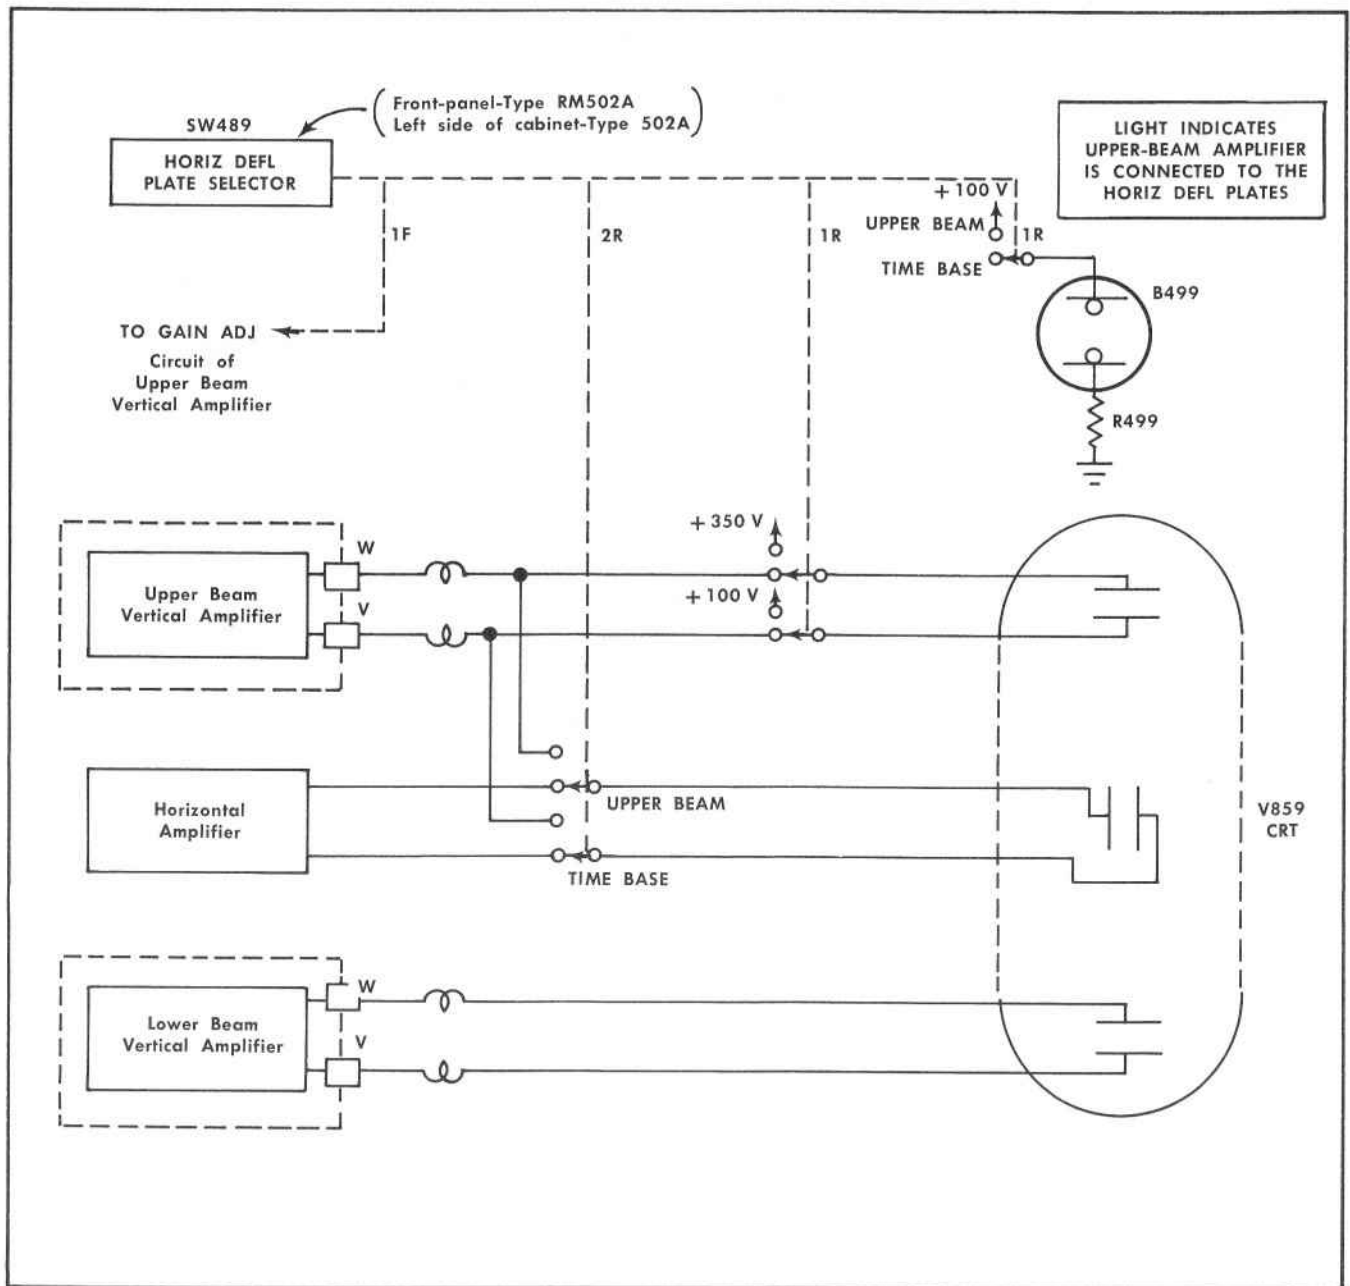 SW489
HORIZ DEFL
PLATE SELECTOR
(Front-panel-Type RM502A
Left side of cabinet-Type 502A)
LIGHT INDICATES
UPPER-BEAM AMPLIFIER
IS CONNECTED TO THE
HORIZ DEFL PLATES
+100 V
UPPER BEAM
TIME BASE
1F
2R
1R
1R
B499
R499
TO GAIN ADJ
Circuit of
Upper Beam
Vertical Amplifier
+350 V
+100 V
W
V
Upper Beam
Vertical Amplifier
Horizontal
Amplifier
UPPER BEAM
TIME BASE
V859
CRT
W
V
Lower Beam
Vertical Amplifier